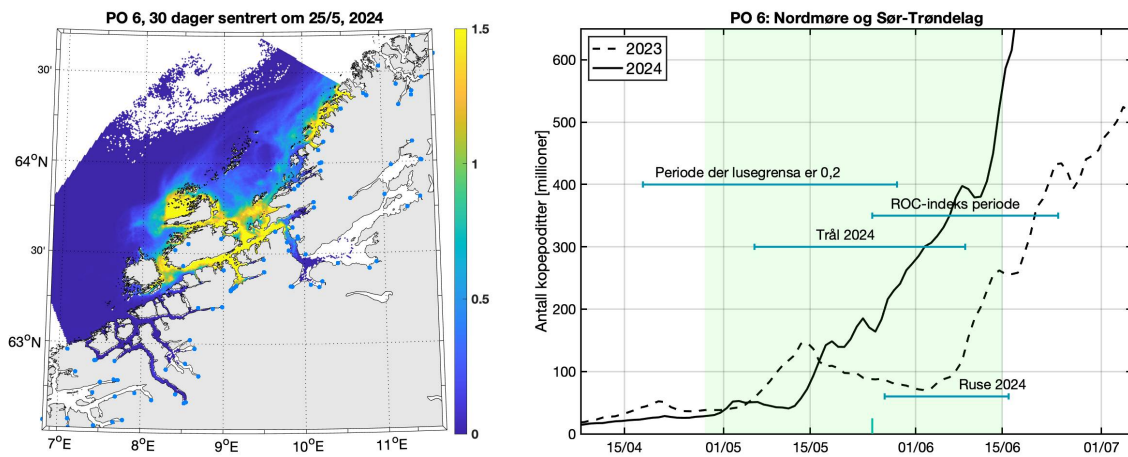 PO 6, 30 dager sentrert om 25/5, 2024
30'
64°N
30'
63°N
7°E
8°E
9°E
10°E
11°E
1.5
1
0.5
0
PO 6: Nordmøre og Sør-Trøndelag
Antall kopepoditter [millioner]
600
500
400
300
200
100
0
2023
2024
Periode der lusegrensa er 0,2
ROC-indeks periode
Trål 2024
Ruse 2024
15/04
01/05
15/05
01/06
15/06
01/07